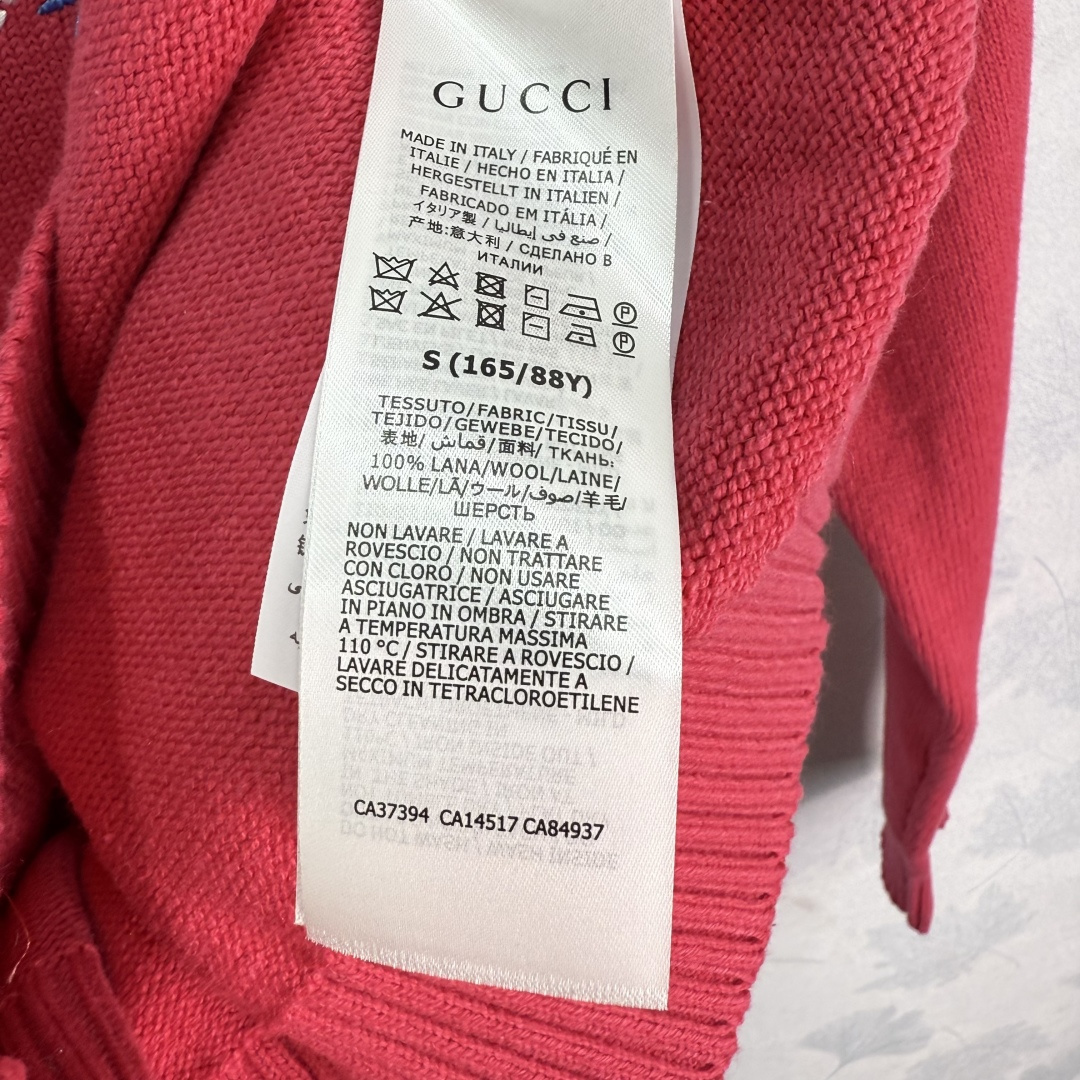 GUCCI
MADE IN ITALY / FABRIQUÉ EN
ITALIE / HECHO EN ITALIA /
HERGESTELLT IN ITALIEN /
FABRICADO EM ITÁLIA /
イタリア製 / صنع في إيطاليا /
产地:意大利 / СДЕЛАНО В
ИТАЛИИ
P
P
S (165/88Y)
TESSUTO/FABRIC/TISSU/
TEJIDO/GEWEBE/TECIDO/
表地/ قماش/面料/ ТКАНЬ:
100% LANA/WOOL/LAINE/
WOLLE/LÃ/ウール/صوف/羊毛/
ШЕРСТЬ
NON LAVARE / LAVARE A
ROVESCIO / NON TRATTARE
CON CLORO / NON USARE
ASCIUGATRICE / ASCIUGARE
IN PIANO IN OMBRA / STIRARE
A TEMPERATURA MASSIMA
110 °C / STIRARE A ROVESCIO /
LAVARE DELICATAMENTE A
SECCO IN TETRACLOROETILENE
CA37394 CA14517 CA84937